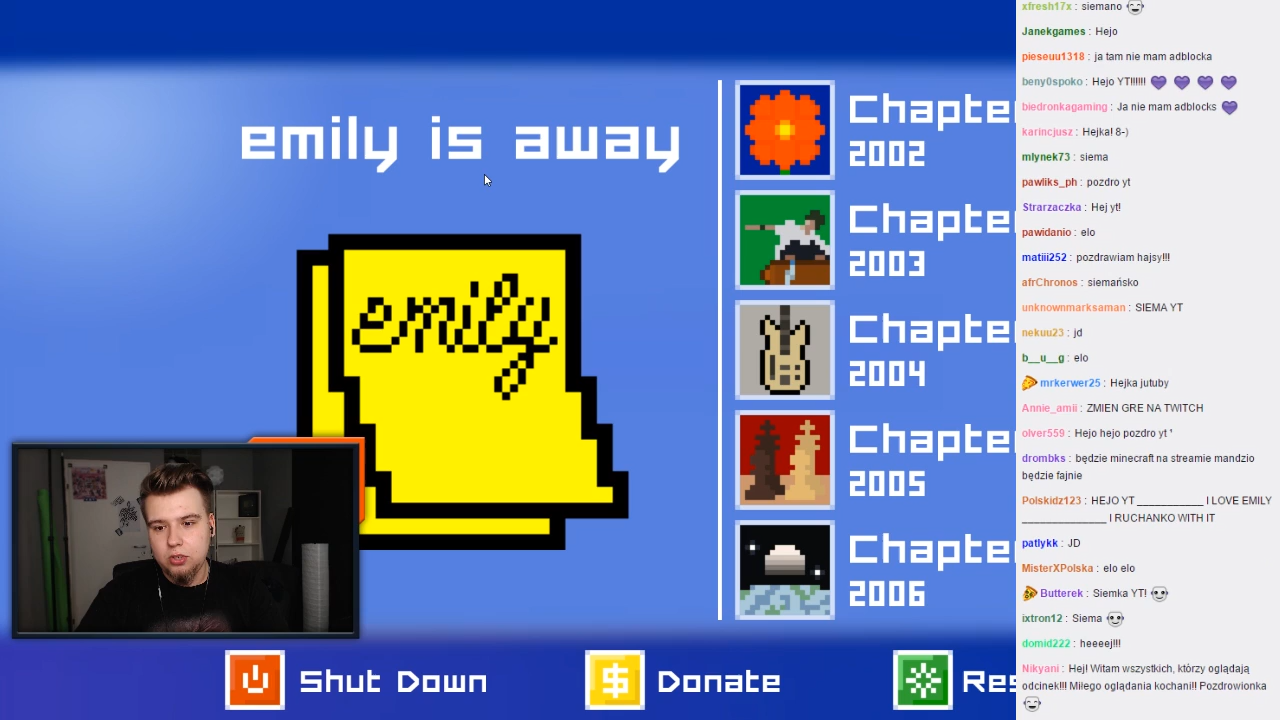 emily is away
emily
Chapte
2002
Chapte
2003
Chapte
2004
Chapte
2005
Chapte
2006
Shut Down
Donate
Res
xfresh17x : siemano
Janekgames : Hejo
pieseuu1318 : ja tam nie mam adblocka
beny0spoko : Hejo YT!!!!!!
biedronkagaming : Ja nie mam adblocks
karincjusz : Hejka! 8-)
mlynek73 : siema
pawliks_ph : pozdro yt
Strarzaczka : Hej yt!
pawidanio : elo
matiii252 : pozdrawiam hajsy!!!
afrChronos : siemańsko
unknownmarksaman : SIEMA YT
nekuu23 : jd
b__u__g : elo
mrkerwer25 : Hejka jutuby
Annie_amii : ZMIEN GRE NA TWITCH
olver559 : Hejo hejo pozdro yt *
drombks : będzie minecraft na streamie mandzio
będzie fajnie
Polskidz123 : HEJO YT ____________ I LOVE EMILY
_______________ I RUCHANKO WITH IT
patlykk : JD
MisterXPolska : elo elo
Butterek : Siemka YT!
ixtron12 : Siema
domid222 : heeeej!!!
Nikyani : Hej! Witam wszystkich, którzy oglądają
odcinek!!! Miłego oglądania kochani!! Pozdrowionka